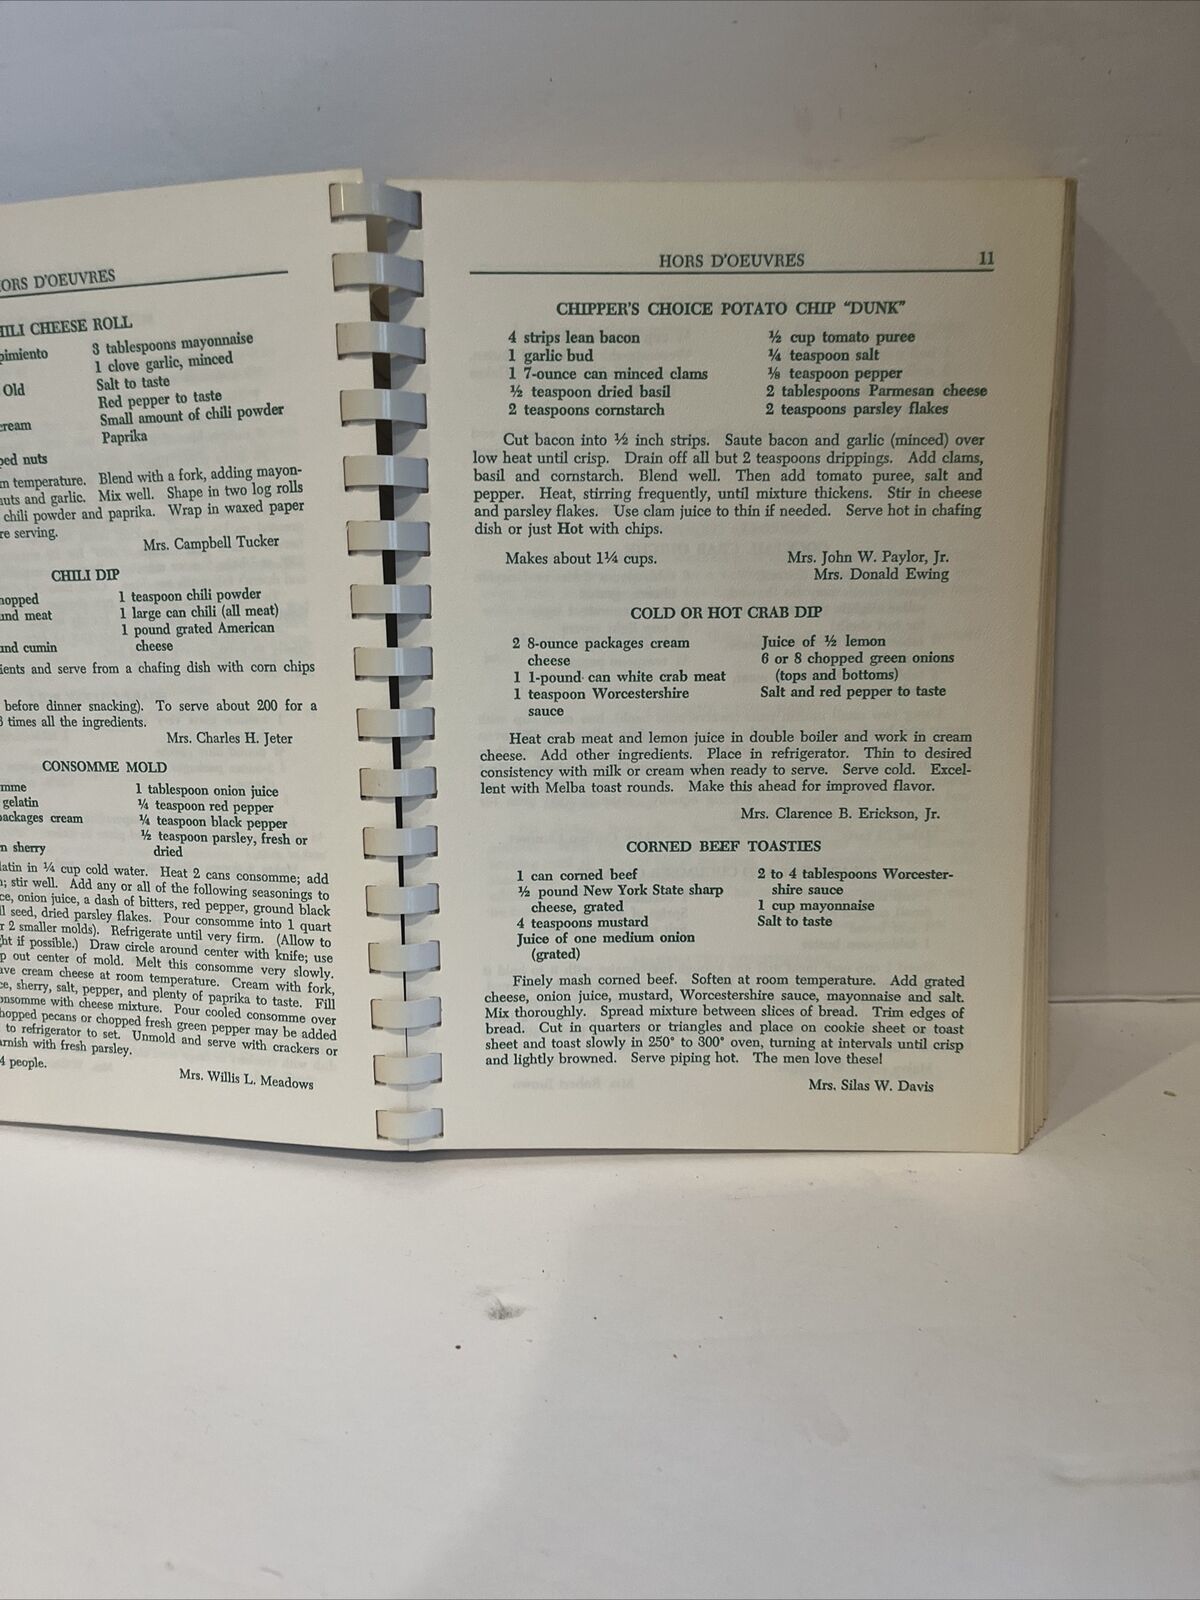 HORS D'OEUVRES
CHILI CHEESE ROLL
pimiento 3 tablespoons mayonnaise
1 clove garlic, minced
Old Salt to taste
Red pepper to taste
cream Small amount of chili powder
Paprika
nuts
temperature. Blend with a fork, adding mayon-
nuts and garlic. Mix well. Shape in two log rolls
chili powder and paprika. Wrap in waxed paper
serving.
Mrs. Campbell Tucker
CHILI DIP
chopped 1 teaspoon chili powder
meat 1 large can chili (all meat)
1 pound grated American
cumin cheese
and serve from a chafing dish with corn chips
before dinner snacking). To serve about 200 for a
times all the ingredients.
Mrs. Charles H. Jeter
CONSOMME MOLD
1 tablespoon onion juice
gelatin ¼ teaspoon red pepper
packages cream ¼ teaspoon black pepper
½ teaspoon parsley, fresh or
sherry dried
in ¼ cup cold water. Heat 2 cans consomme; add
stir well. Add any or all of the following seasonings to
onion juice, a dash of bitters, red pepper, ground black
seed, dried parsley flakes. Pour consomme into 1 quart
2 smaller molds). Refrigerate until very firm. (Allow to
if possible.) Draw circle around center with knife; use
out center of mold. Melt this consomme very slowly.
cream cheese at room temperature. Cream with fork,
sherry, salt, pepper, and plenty of paprika to taste. Fill
consomme with cheese mixture. Pour cooled consomme over
chopped pecans or chopped fresh green pepper may be added
to refrigerator to set. Unmold and serve with crackers or
with fresh parsley.
4 people.
Mrs. Willis L. Meadows
HORS D'OEUVRES 11
CHIPPER'S CHOICE POTATO CHIP "DUNK"
4 strips lean bacon ½ cup tomato puree
1 garlic bud ¼ teaspoon salt
1 7-ounce can minced clams ⅛ teaspoon pepper
½ teaspoon dried basil 2 tablespoons Parmesan cheese
2 teaspoons cornstarch 2 teaspoons parsley flakes
Cut bacon into ½ inch strips. Saute bacon and garlic (minced) over
low heat until crisp. Drain off all but 2 teaspoons drippings. Add clams,
basil and cornstarch. Blend well. Then add tomato puree, salt and
pepper. Heat, stirring frequently, until mixture thickens. Stir in cheese
and parsley flakes. Use clam juice to thin if needed. Serve hot in chafing
dish or just Hot with chips.
Makes about 1¼ cups. Mrs. John W. Paylor, Jr.
Mrs. Donald Ewing
COLD OR HOT CRAB DIP
2 8-ounce packages cream Juice of ½ lemon
cheese 6 or 8 chopped green onions
1 1-pound can white crab meat (tops and bottoms)
1 teaspoon Worcestershire Salt and red pepper to taste
sauce
Heat crab meat and lemon juice in double boiler and work in cream
cheese. Add other ingredients. Place in refrigerator. Thin to desired
consistency with milk or cream when ready to serve. Serve cold. Excel-
lent with Melba toast rounds. Make this ahead for improved flavor.
Mrs. Clarence B. Erickson, Jr.
CORNED BEEF TOASTIES
1 can corned beef 2 to 4 tablespoons Worcester-
½ pound New York State sharp shire sauce
cheese, grated 1 cup mayonnaise
4 teaspoons mustard Salt to taste
Juice of one medium onion
(grated)
Finely mash corned beef. Soften at room temperature. Add grated
cheese, onion juice, mustard, Worcestershire sauce, mayonnaise and salt.
Mix thoroughly. Spread mixture between slices of bread. Trim edges of
bread. Cut in quarters or triangles and place on cookie sheet or toast
sheet and toast slowly in 250° to 300° oven, turning at intervals until crisp
and lightly browned. Serve piping hot. The men love these!
Mrs. Silas W. Davis